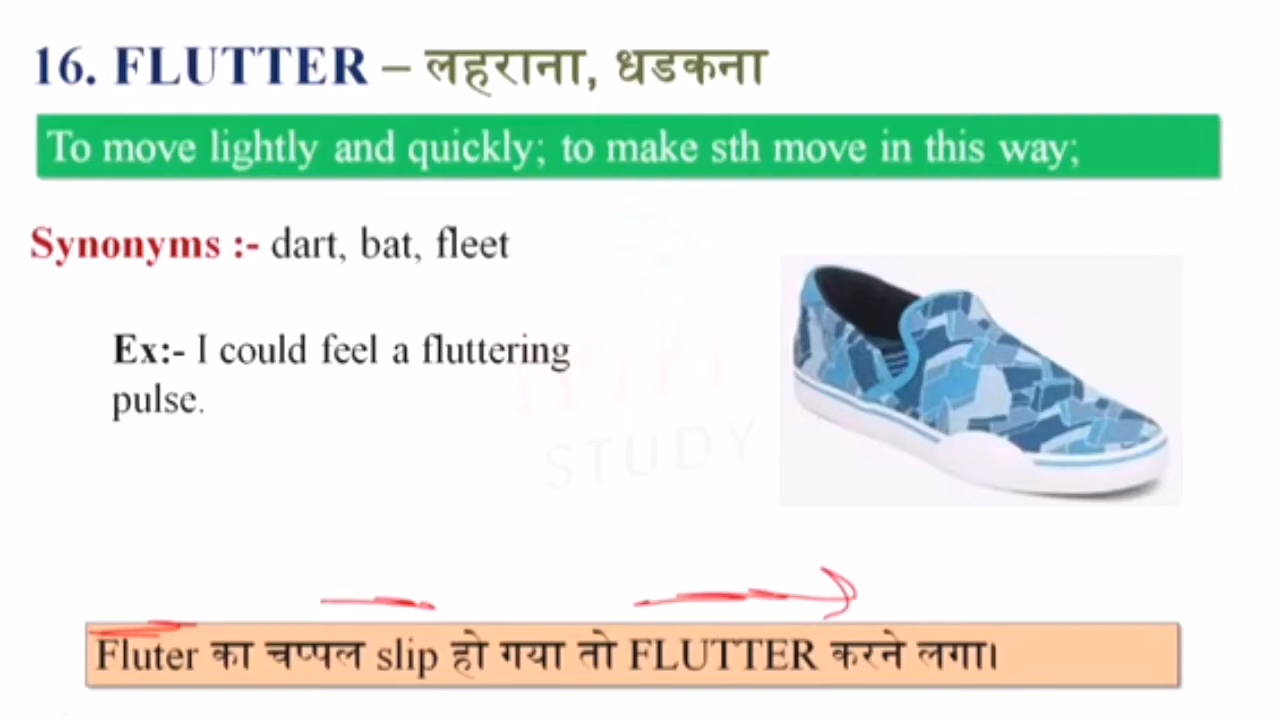 16. FLUTTER – लहराना, धडकना
To move lightly and quickly; to make sth move in this way;
Synonyms :- dart, bat, fleet
Ex:- I could feel a fluttering
pulse.
STUDY
Fluter का चप्पल slip हो गया तो FLUTTER करने लगा।